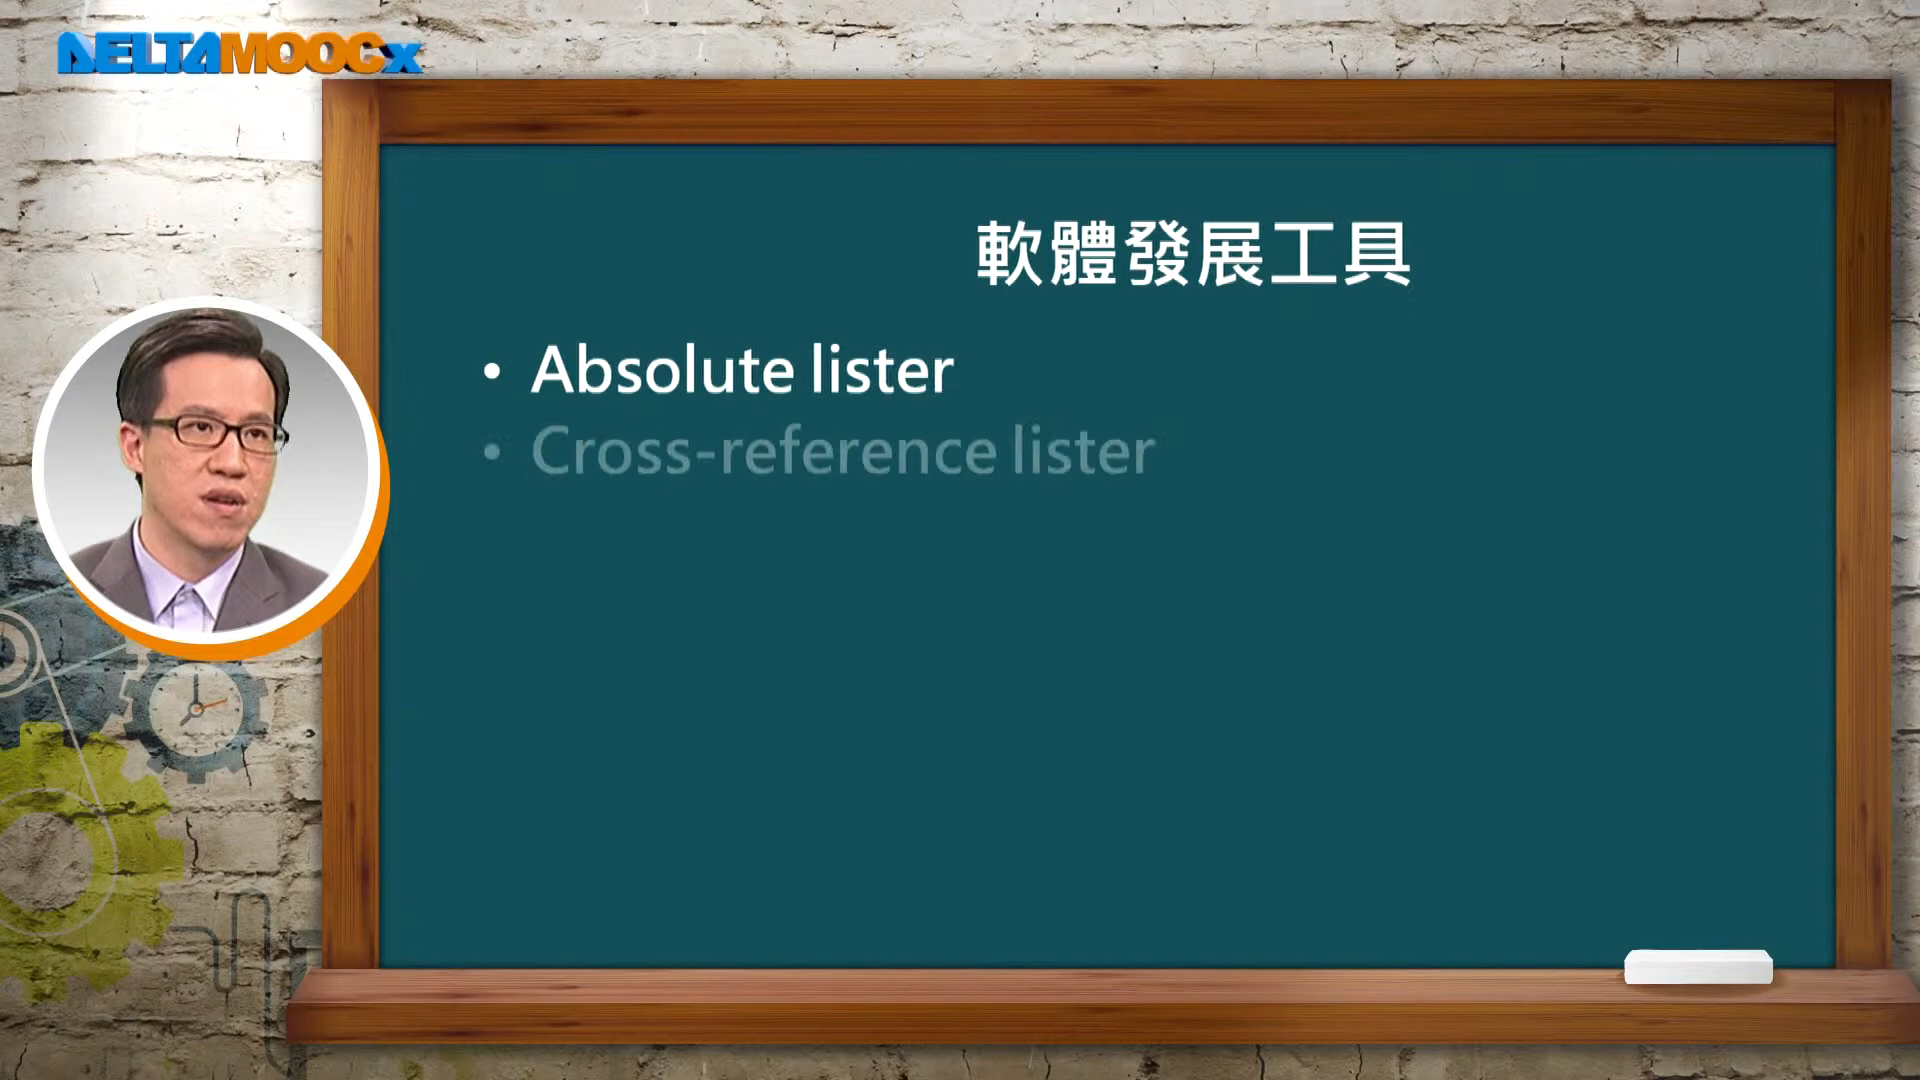 DELTAMOOCx
軟體發展工具
• Absolute lister
• Cross-reference lister